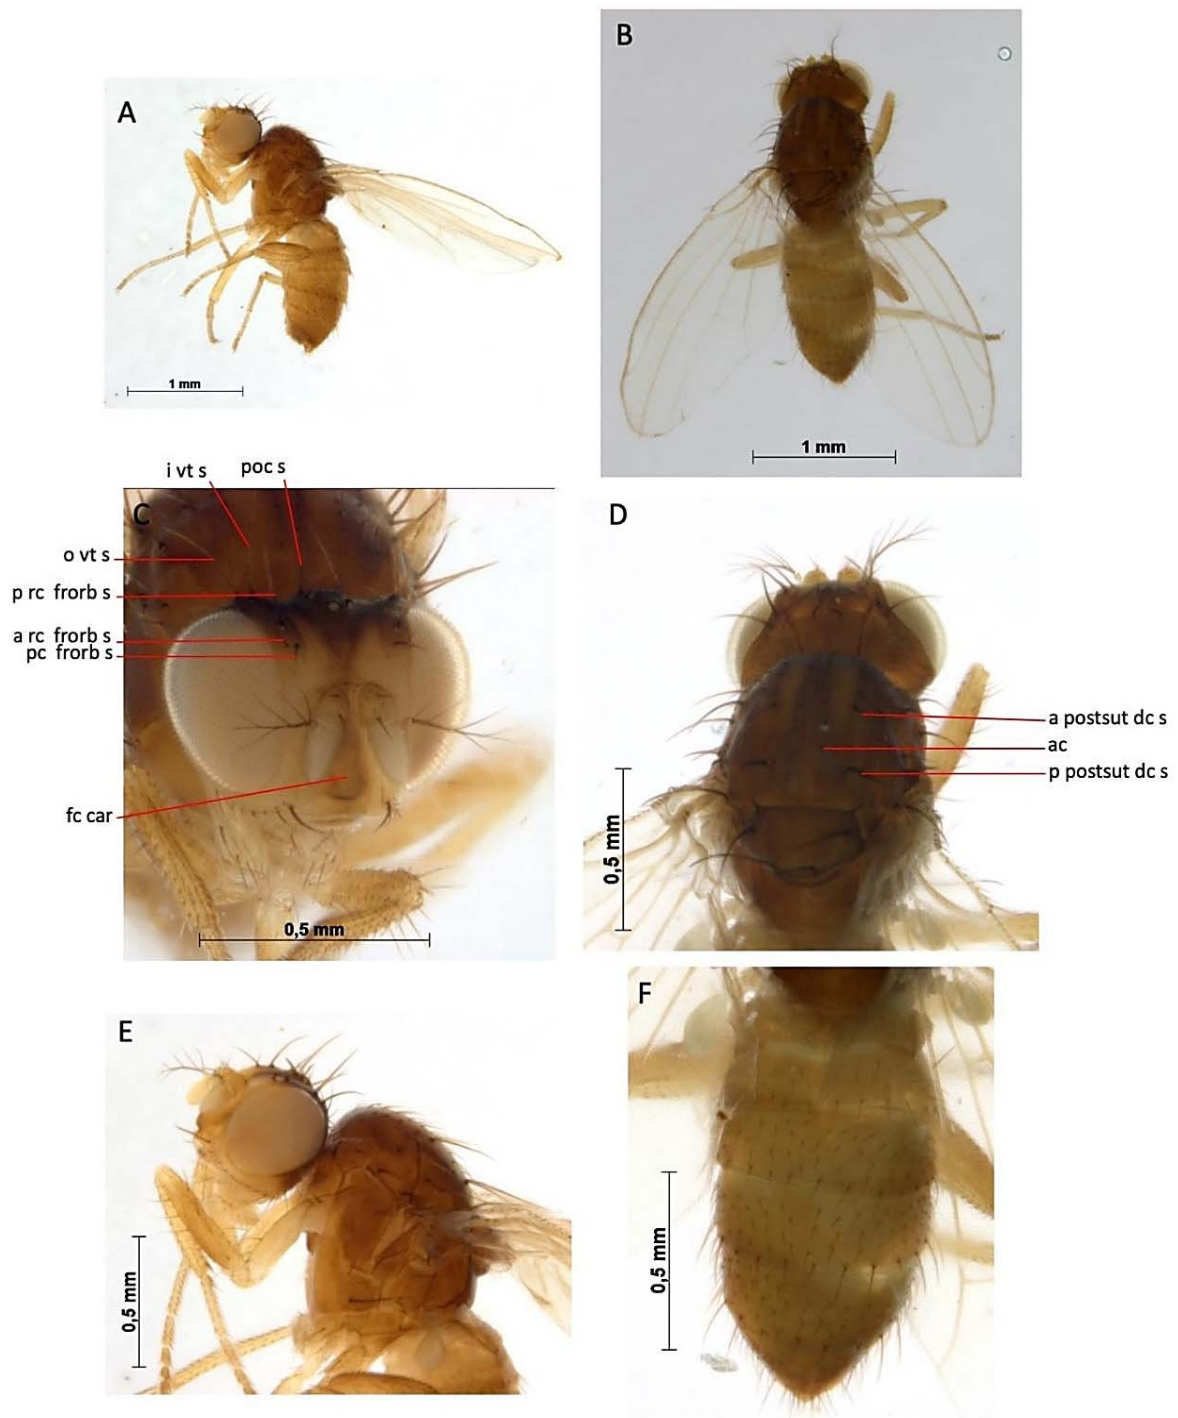 A
B
1 mm
1 mm
i vt s
poc s
C
o vt s
p rc frorb s
a rc frorb s
pc frorb s
fc car
0,5 mm
D
a postsut dc s
ac
p postsut dc s
0,5 mm
E
0,5 mm
F
0,5 mm